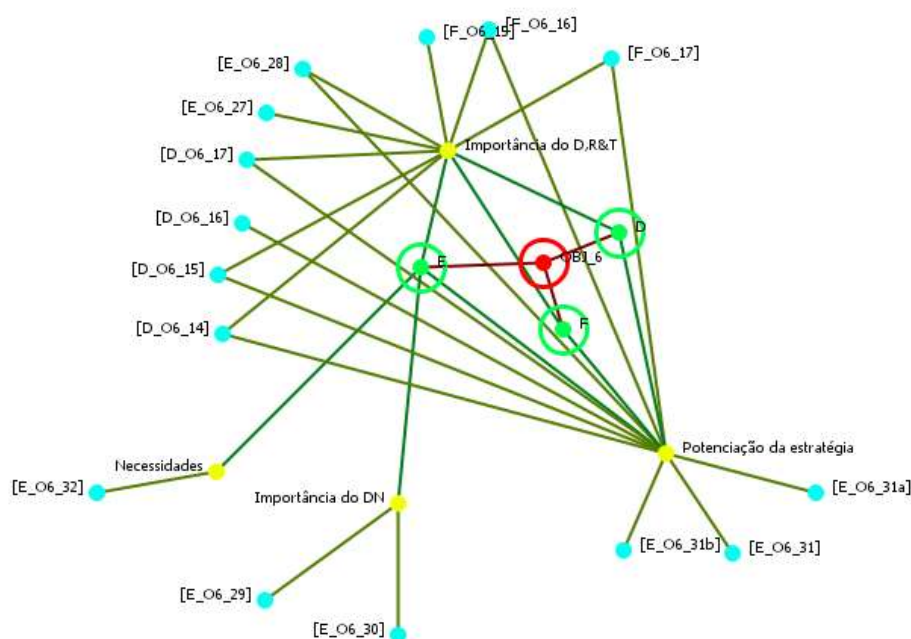 [F_O6_15]
[F_O6_16]
[F_O6_17]
[E_O6_28]
[E_O6_27]
[D_O6_17]
Importância do D,R&T
[D_O6_16]
D
E
OBJ_6
[D_O6_15]
[D_O6_14]
F
Potenciação da estratégia
Necessidades
[E_O6_32]
Importância do DN
[E_O6_31a]
[E_O6_31b]
[E_O6_31]
[E_O6_29]
[E_O6_30]